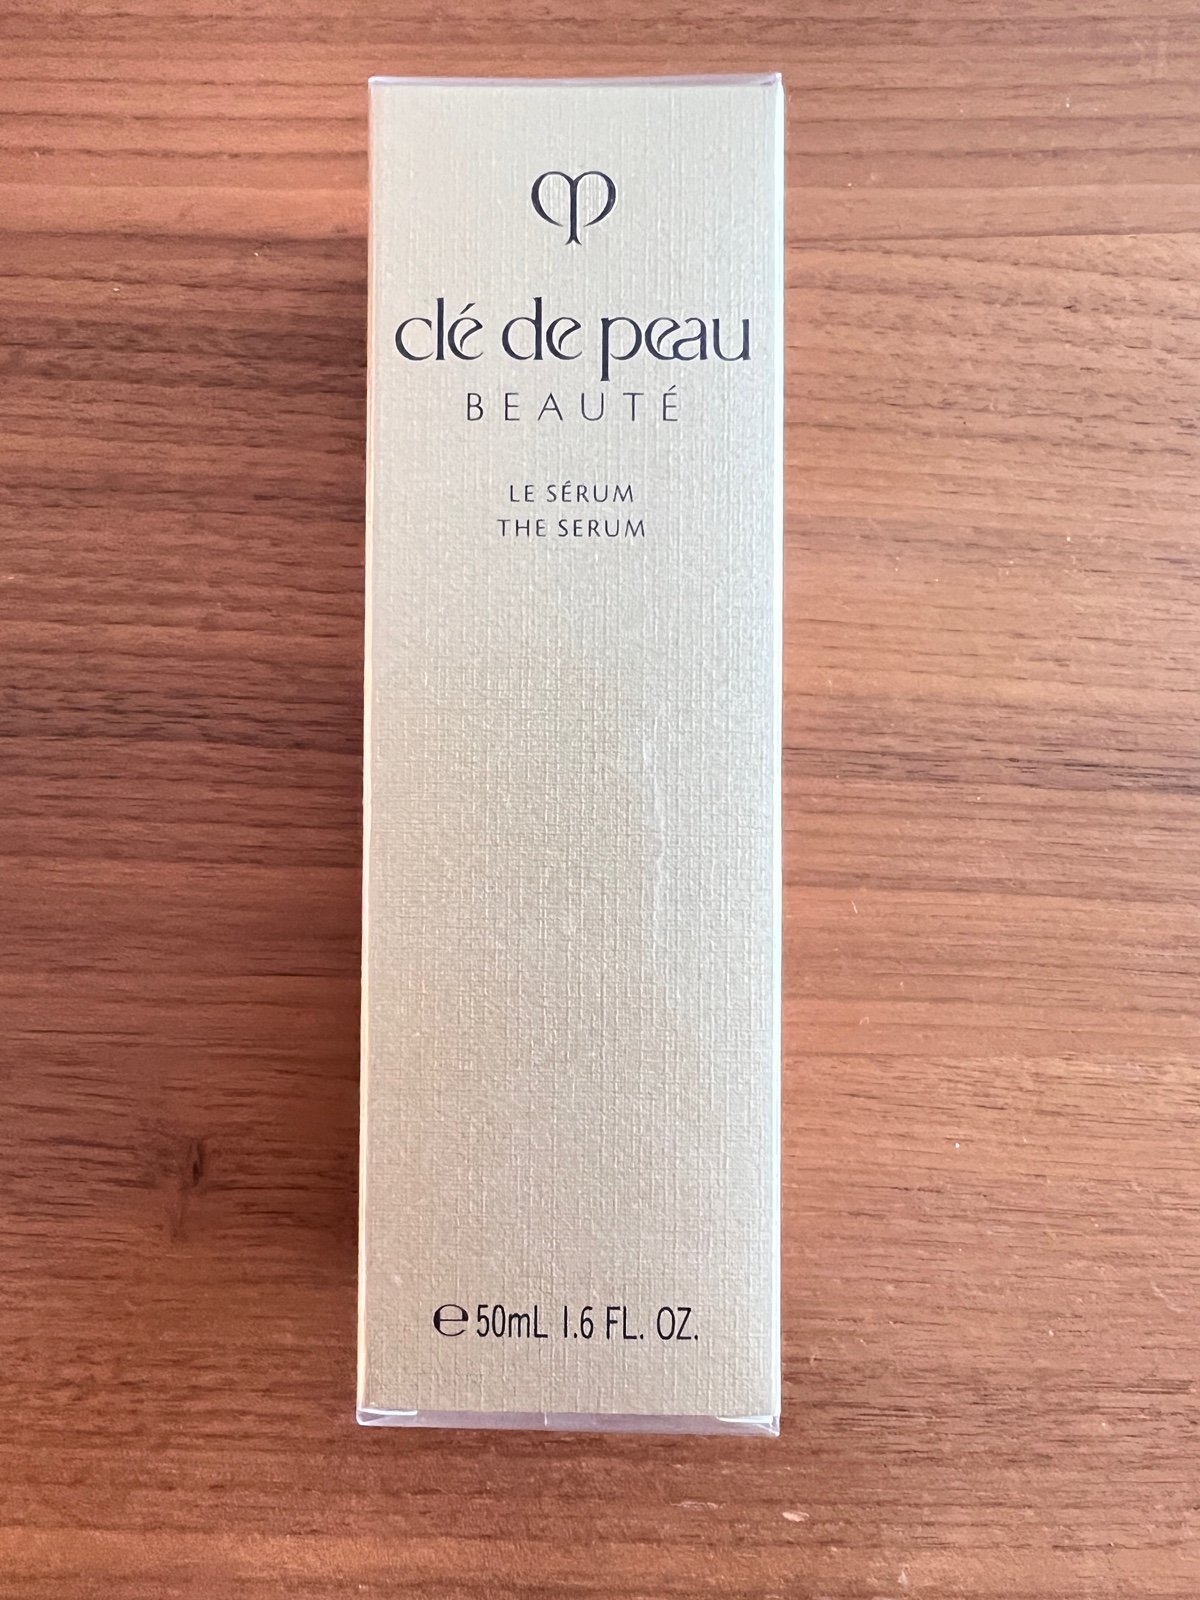 clé de peau
BEAUTÉ
LE SÉRUM
THE SERUM
℮50mL 1.6 FL. OZ.